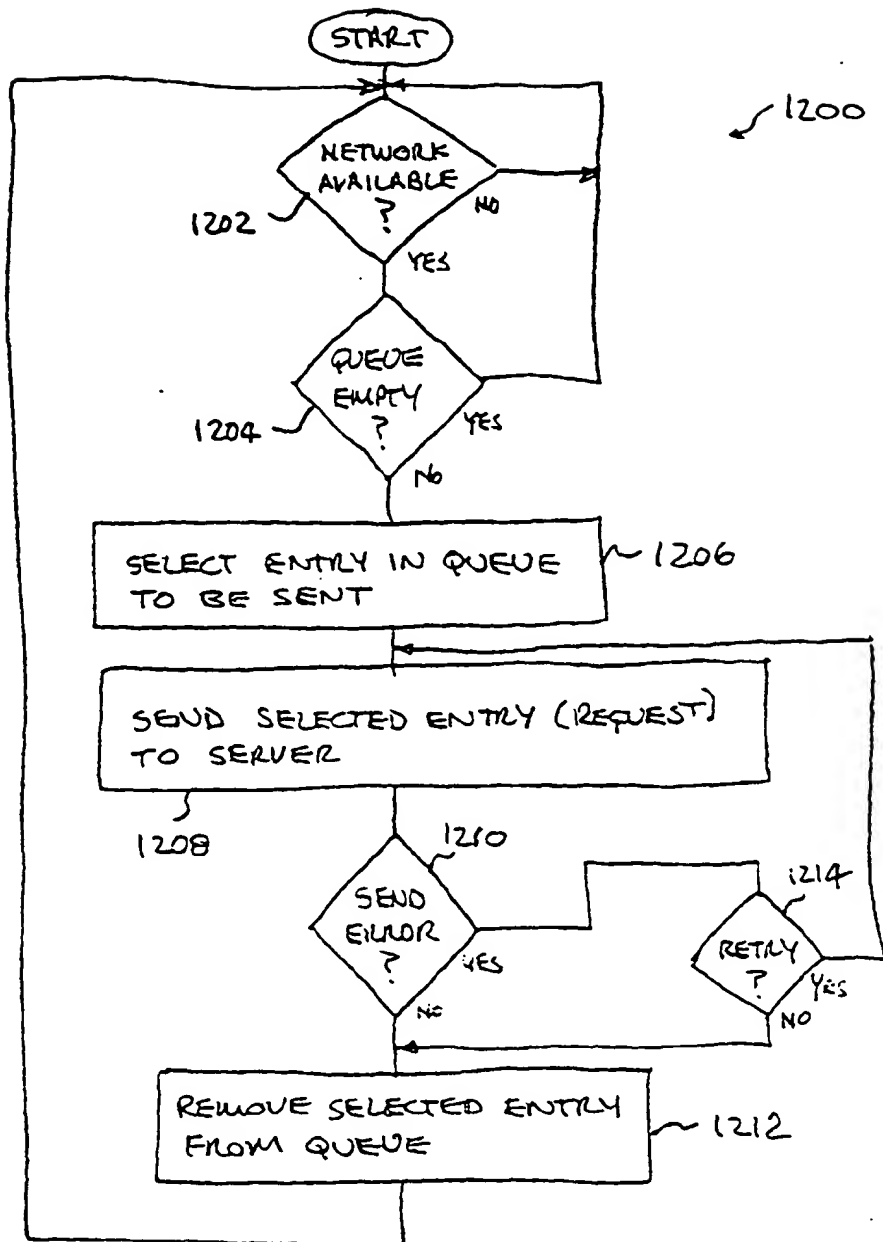 START
1200
NETWORK
AVAILABLE
?
1202
NO
YES
QUEUE
EMPTY
?
1204
YES
NO
SELECT ENTRY IN QUEUE
TO BE SENT
1206
SEND SELECTED ENTRY (REQUEST)
TO SERVER
1208
1210
SEND
ERROR
?
YES
NO
1214
RETRY
?
YES
NO
REMOVE SELECTED ENTRY
FROM QUEUE
1212